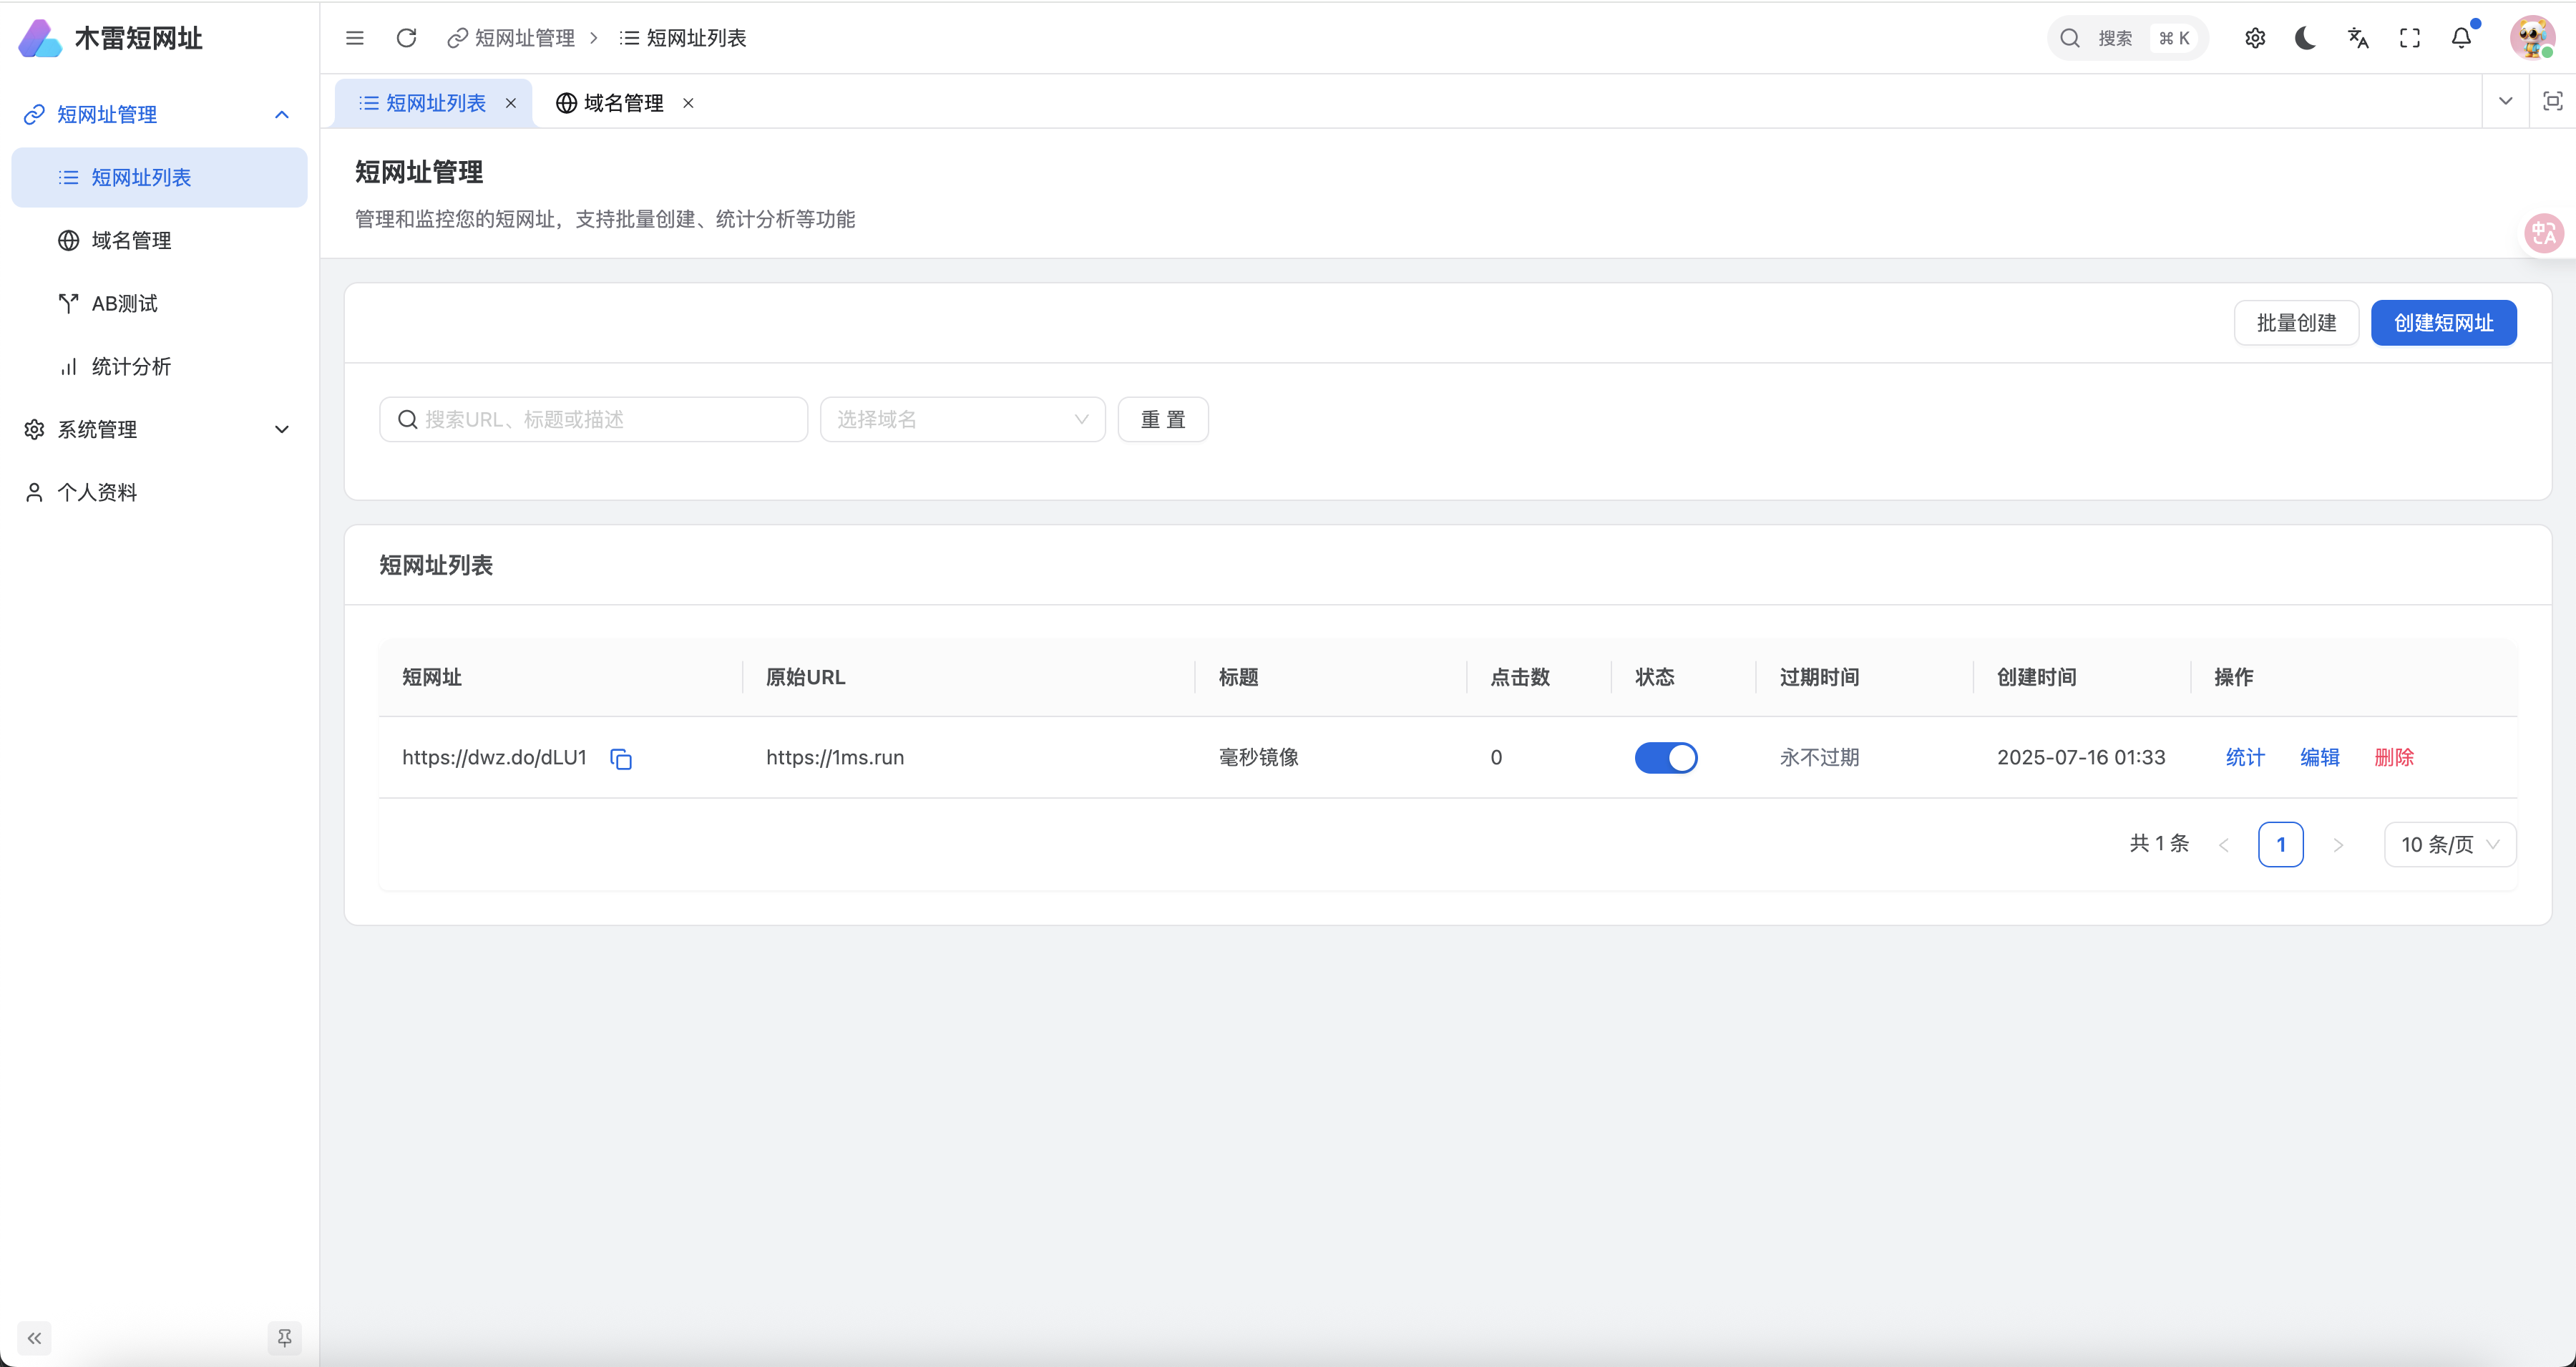 木雷短网址
短网址管理
短网址列表
域名管理
AB测试
统计分析
系统管理
个人资料
短网址管理 > 短网址列表
搜索 ⌘ K
短网址列表 × 域名管理 ×
短网址管理
管理和监控您的短网址，支持批量创建、统计分析等功能
中A
批量创建 创建短网址
搜索URL、标题或描述 选择域名 重 置
短网址列表
短网址 原始URL 标题 点击数 状态 过期时间 创建时间 操作
https://dwz.do/dLU1 https://1ms.run 毫秒镜像 0 永不过期 2025-07-16 01:33 统计 编辑 删除
共 1 条 < 1 > 10 条/页